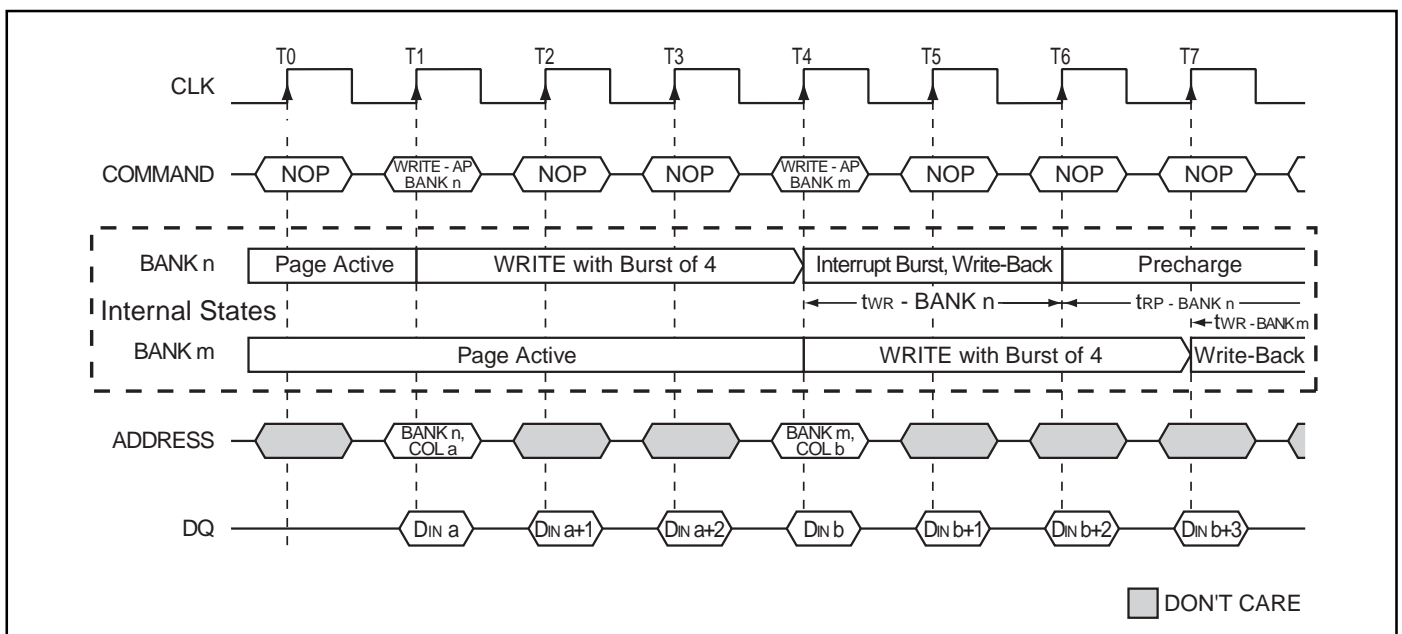 T0 T1 T2 T3 T4 T5 T6 T7
CLK
COMMAND NOP WRITE - AP BANK n NOP NOP WRITE - AP BANK m NOP NOP NOP
BANK n Page Active WRITE with Burst of 4 Interrupt Burst, Write-Back Precharge
tWR - BANK n tRP - BANK n
Internal States
tWR - BANK m
BANK m Page Active WRITE with Burst of 4 Write-Back
ADDRESS BANK n, COL a BANK m, COL b
DQ DIN a DIN a+1 DIN a+2 DIN b DIN b+1 DIN b+2 DIN b+3
DON'T CARE